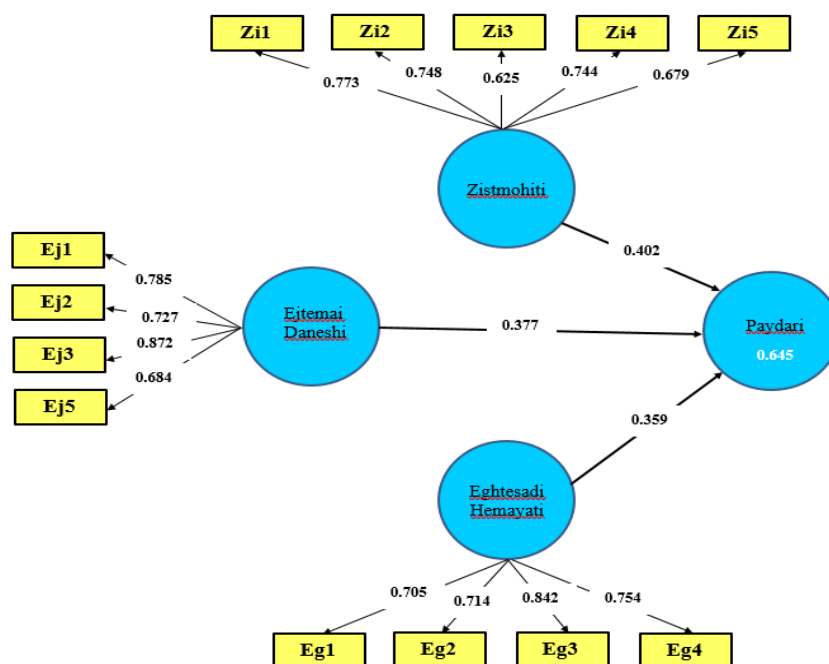 Zi1
Zi2
Zi3
Zi4
Zi5
0.773
0.748
0.625
0.744
0.679
Zistmohiti
0.402
Ej1
Ej2
Ej3
Ej5
0.785
0.727
0.872
0.684
Ejtemai
Daneshi
0.377
Paydari
0.645
0.359
Eghtesadi
Hemayati
0.705
0.714
0.842
0.754
Eg1
Eg2
Eg3
Eg4